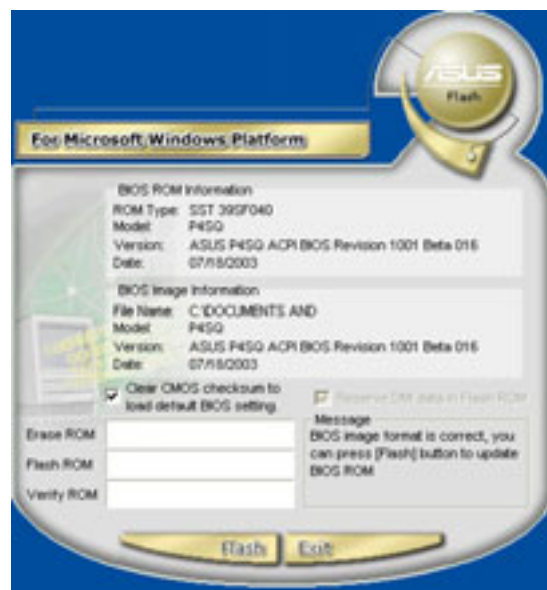 ASUS
Flash
For Microsoft Windows Platform
BIOS ROM Information
ROM Type: SST 39SF040
Model: P4SQ
Version: ASUS P4SQ ACPI BIOS Revision 1001 Beta 016
Date: 07/18/2003
BIOS Image Information
File Name: C:\DOCUMENTS AND
Model: P4SQ
Version: ASUS P4SQ ACPI BIOS Revision 1001 Beta 016
Date: 07/18/2003
Clear CMOS checksum to
load default BIOS setting.
Reserve DMI data in Flash ROM
Erase ROM
Flash ROM
Verify ROM
Message
BIOS image format is correct, you
can press [Flash] button to update
BIOS ROM
Flash
Exit